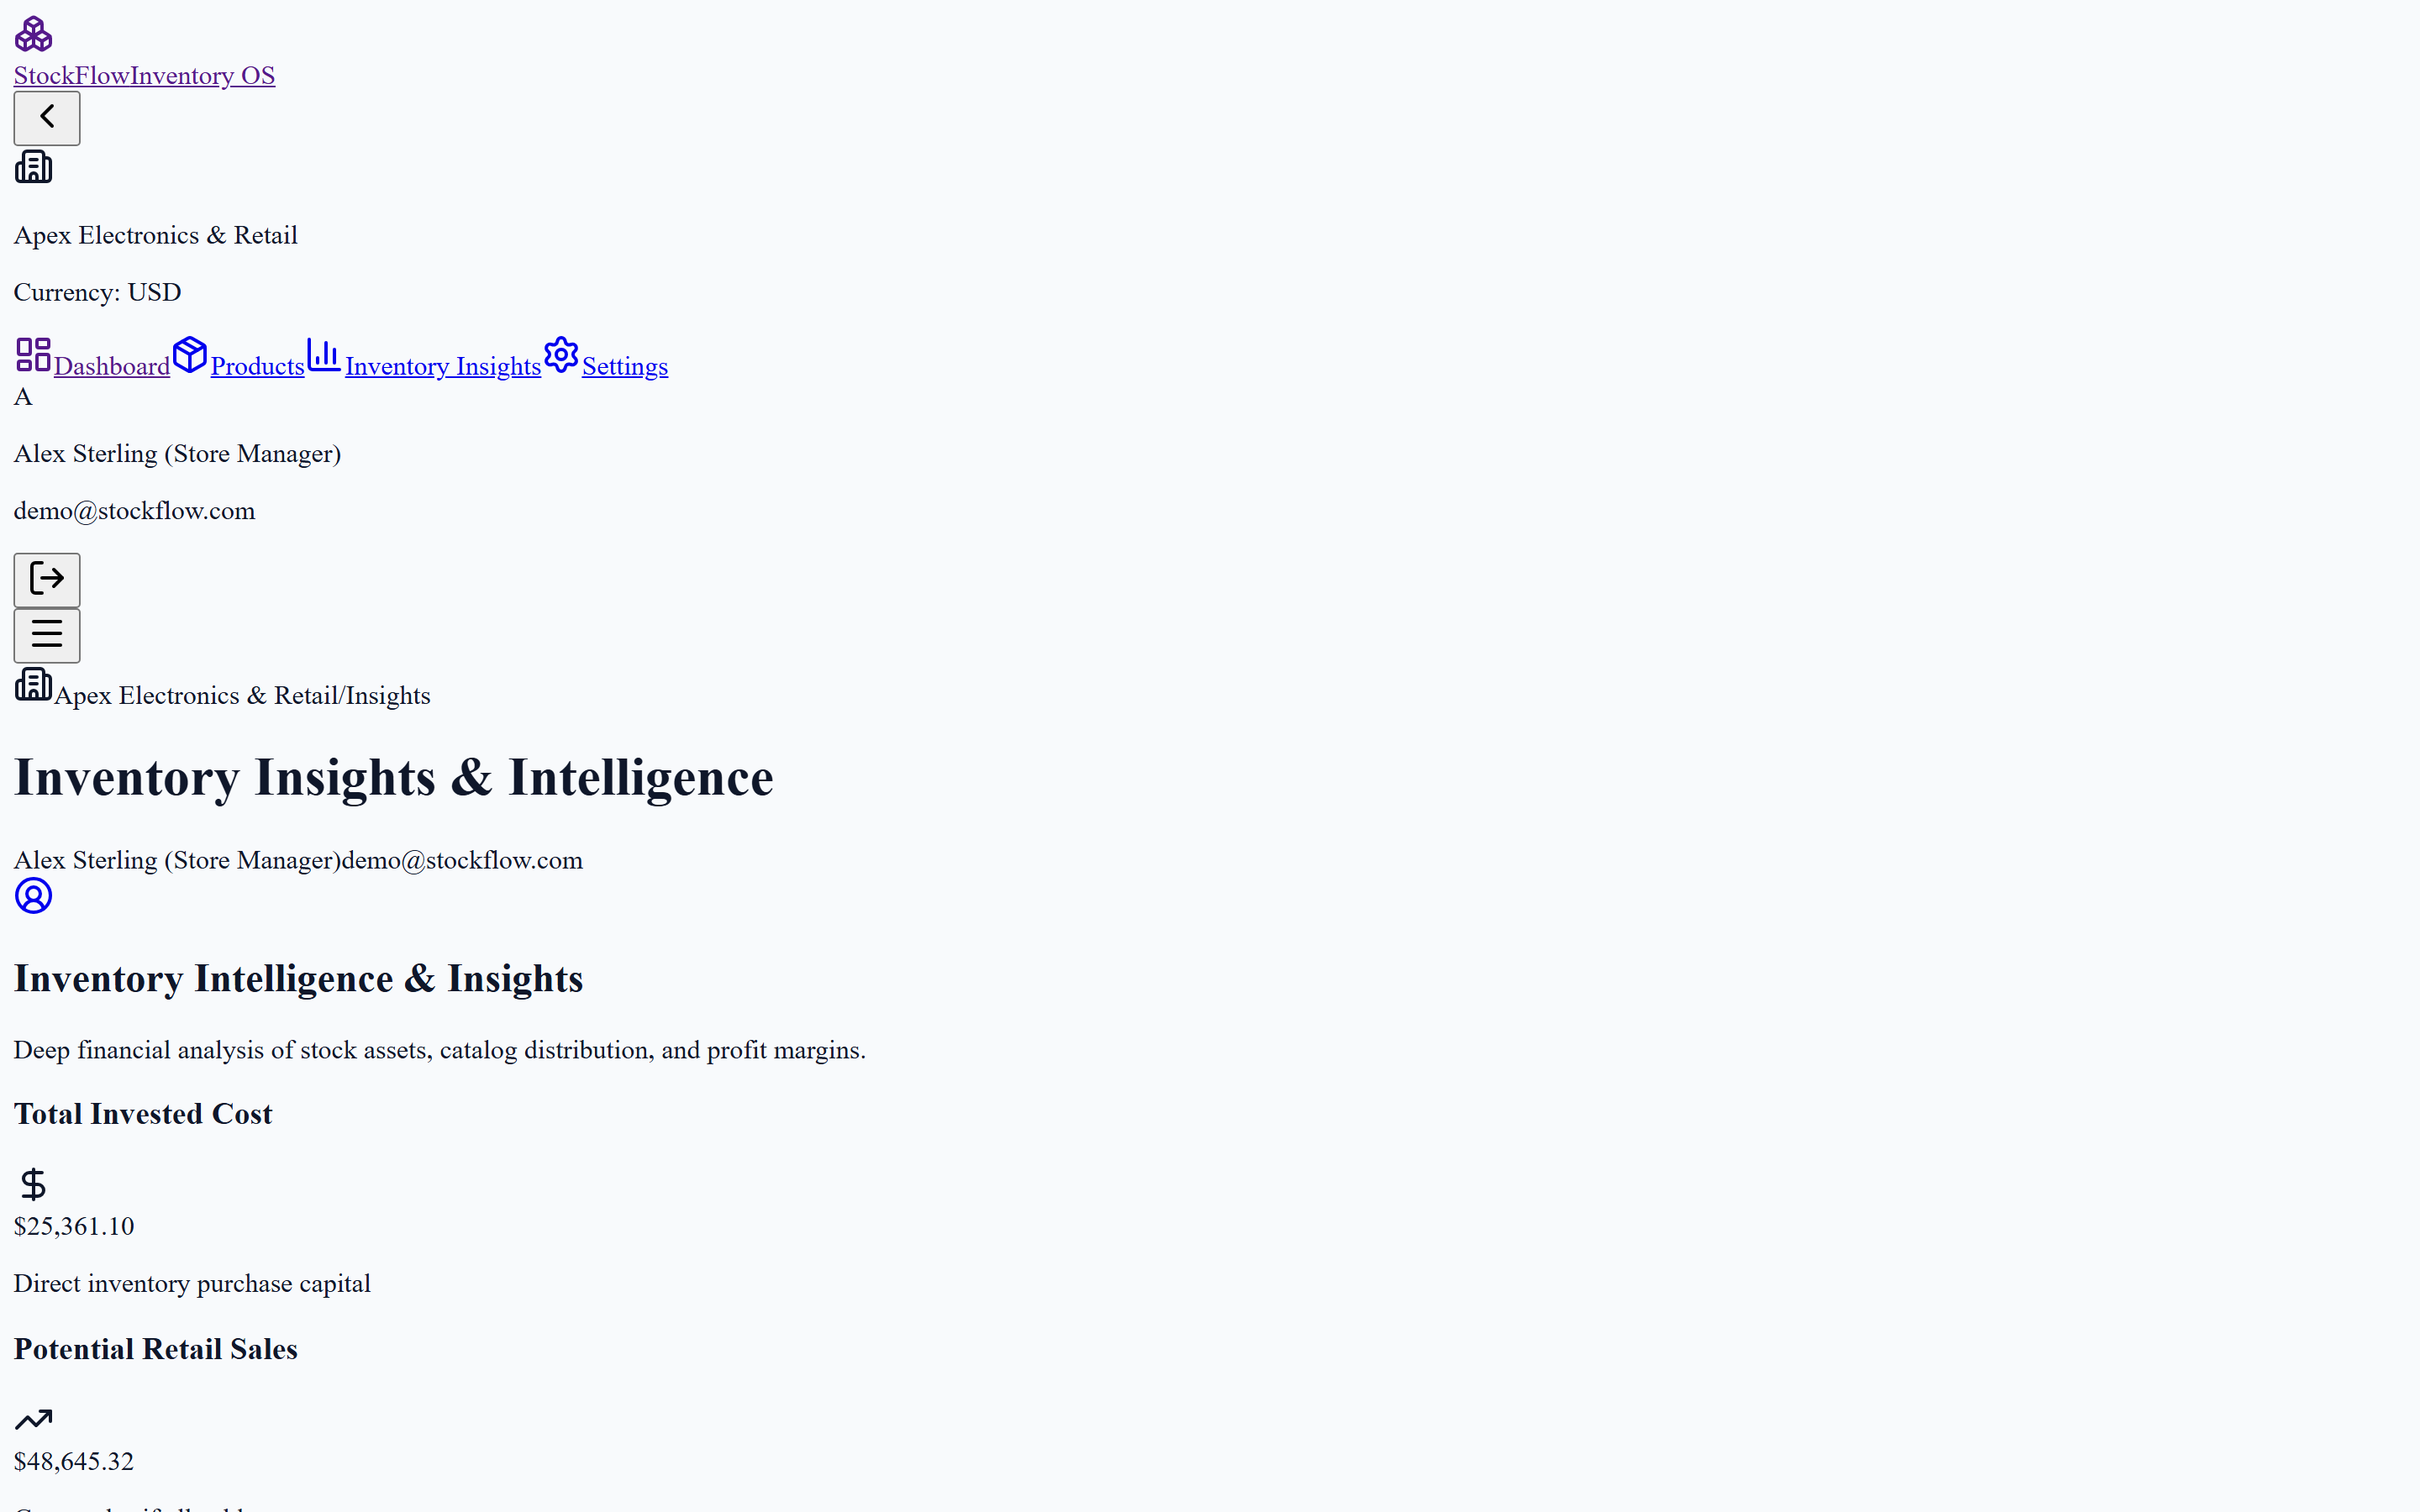 StockFlowInventory OS
Apex Electronics & Retail
Currency: USD
Dashboard Products Inventory Insights Settings
A
Alex Sterling (Store Manager)
demo@stockflow.com
Apex Electronics & Retail/Insights
Inventory Insights & Intelligence
Alex Sterling (Store Manager)demo@stockflow.com
Inventory Intelligence & Insights
Deep financial analysis of stock assets, catalog distribution, and profit margins.
Total Invested Cost
$25,361.10
Direct inventory purchase capital
Potential Retail Sales
$48,645.32